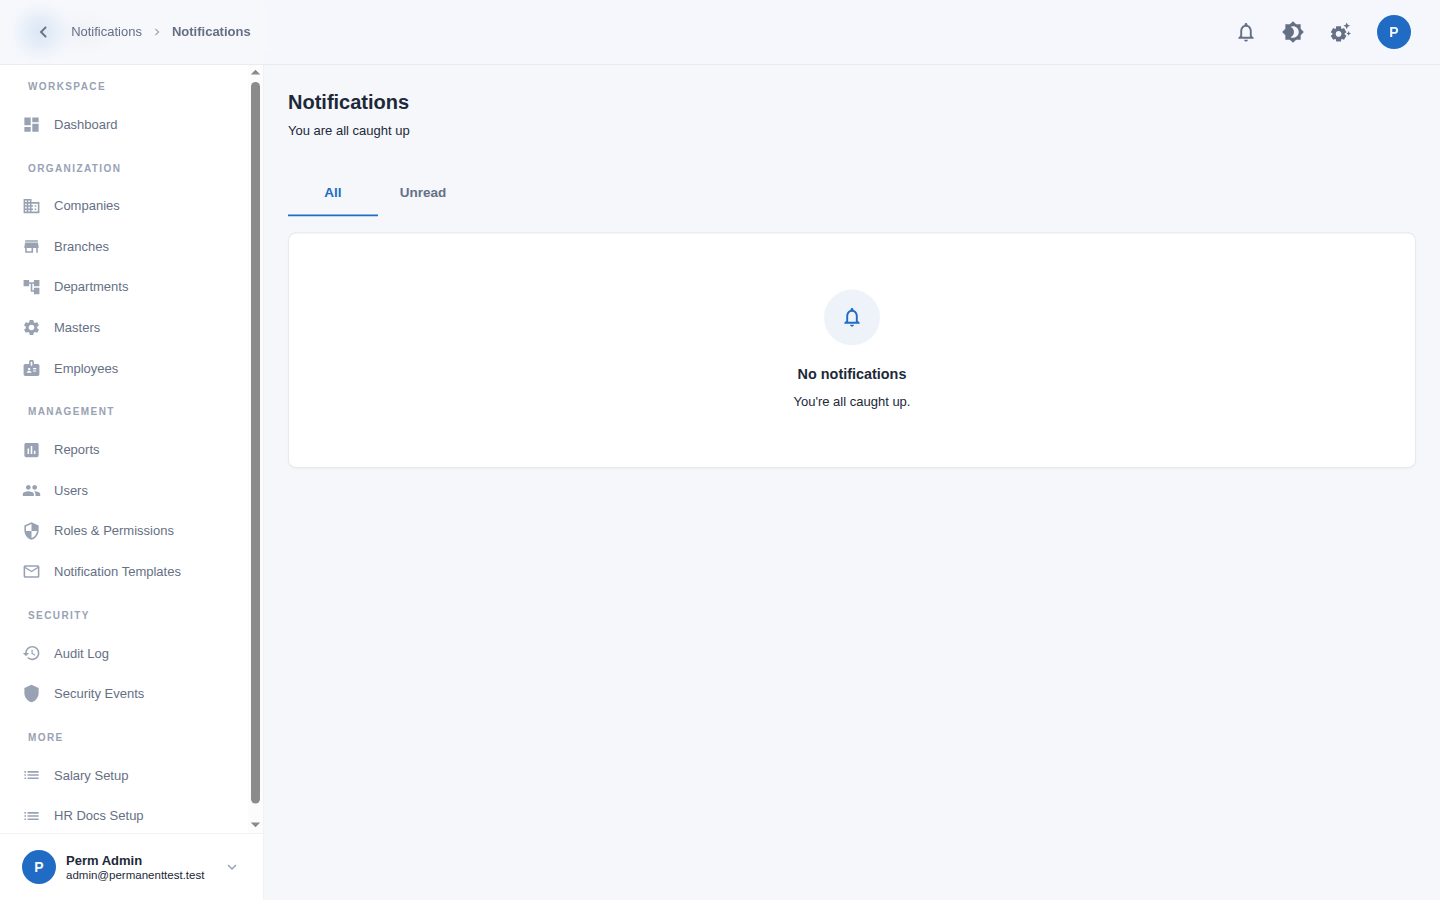 Notifications
Notifications
P
WORKSPACE
Dashboard
ORGANIZATION
Companies
Branches
Departments
Masters
Employees
MANAGEMENT
Reports
Users
Roles & Permissions
Notification Templates
SECURITY
Audit Log
Security Events
MORE
Salary Setup
HR Docs Setup
P
Perm Admin
admin@permanenttest.test
Notifications
You are all caught up
All
Unread
No notifications
You're all caught up.